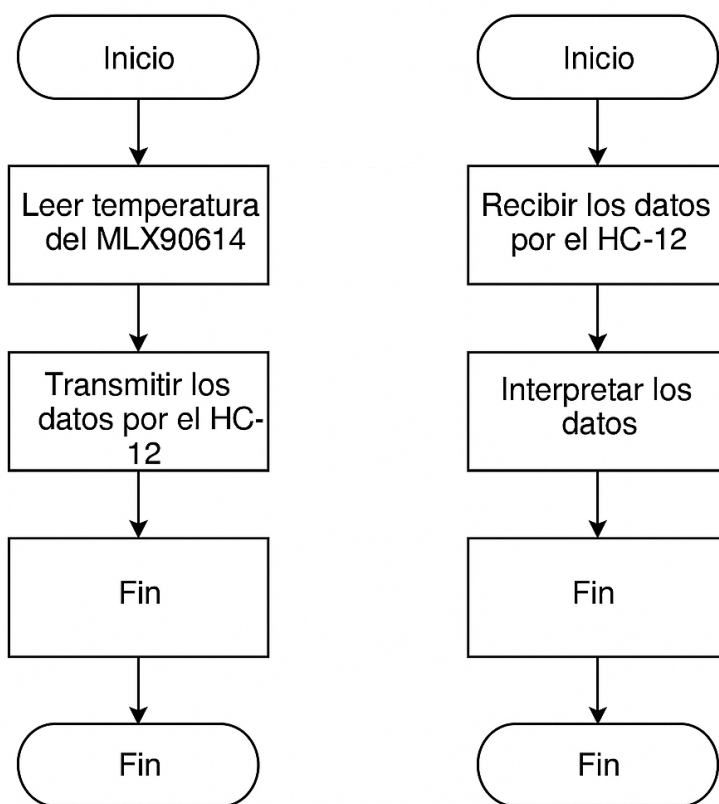 Inicio
Leer temperatura
del MLX90614
Transmitir los
datos por el HC-
12
Fin
Fin
Inicio
Recibir los datos
por el HC-12
Interpretar los
datos
Fin
Fin